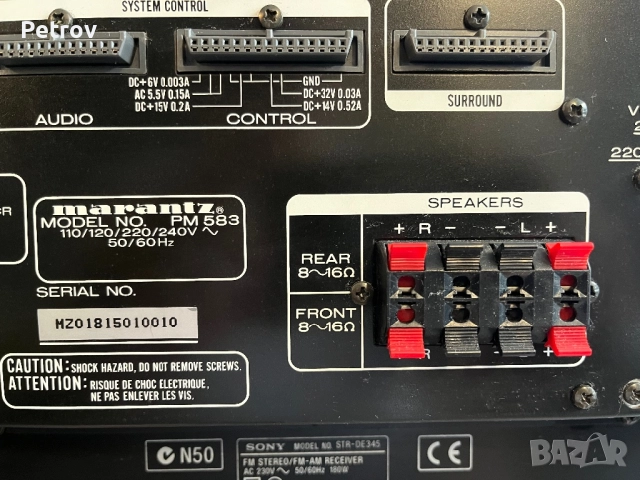 Petrov
SYSTEM CONTROL
DC+6V 0.003A
GND
AC 5.5V 0.15A
DC+32V 0.03A
DC+15V 0.2A
DC+14V 0.52A
AUDIO
CONTROL
SURROUND
V
2
220
CR
marantz®
MODEL NO. PM 583
110/120/220/240V ~
50/60Hz
SERIAL NO.
MZ01815010010
SPEAKERS
+ R - - L +
REAR
8~16Ω
FRONT
8~16Ω
R - +
CAUTION: SHOCK HAZARD, DO NOT REMOVE SCREWS.
ATTENTION: RISQUE DE CHOC ELECTRIQUE,
NE PAS ENLEVER LES VIS.
N50
SONY MODEL NO. STR-DE345
FM STEREO/FM-AM RECEIVER
AC 230V ~ 50/60Hz 180W
CE
BAZAR